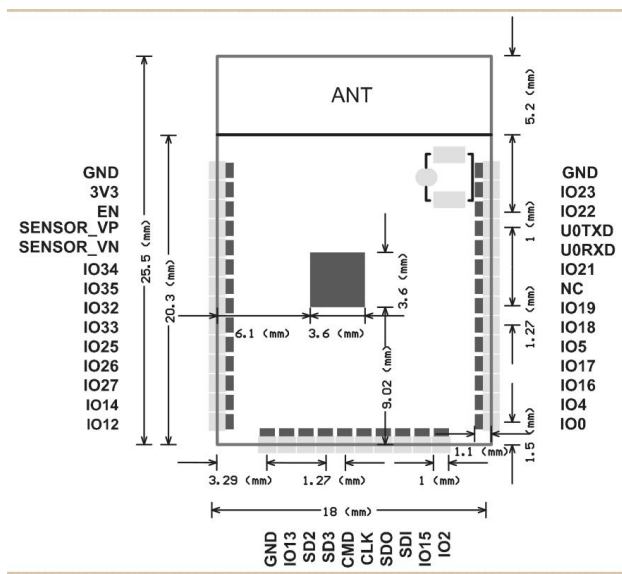 ANT
5.2 (mm)
GND
3V3
EN
SENSOR_VP
SENSOR_VN
IO34
IO35
IO32
IO33
IO25
IO26
IO27
IO14
IO12
25.5 (mm)
20.3 (mm)
6.1 (mm)
3.6 (mm)
3.6 (mm)
9.02 (mm)
GND
IO23
IO22
U0TXD
U0RXD
IO21
NC
IO19
IO18
IO5
IO17
IO16
IO4
IO0
1 (mm)
1.27 (mm)
1.5 (mm)
1.1 (mm)
3.29 (mm)
1.27 (mm)
1 (mm)
18 (mm)
GND
IO13
SD2
SD3
CMD
CLK
SDO
SDI
IO15
IO2